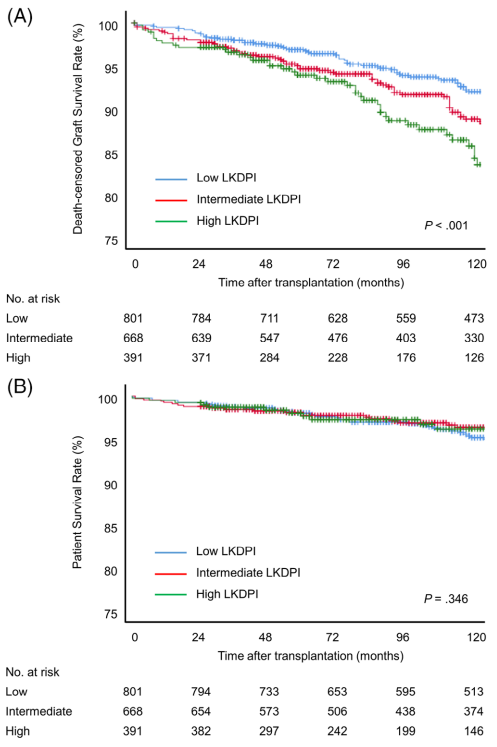 (A)
Death-censored Graft Survival Rate (%)
100
95
90
85
80
75
Low LKDPI
Intermediate LKDPI
High LKDPI
P < .001
0 24 48 72 96 120
Time after transplantation (months)
No. at risk
Low 801 784 711 628 559 473
Intermediate 668 639 547 476 403 330
High 391 371 284 228 176 126
(B)
Patient Survival Rate (%)
100
95
90
85
80
75
Low LKDPI
Intermediate LKDPI
High LKDPI
P = .346
0 24 48 72 96 120
Time after transplantation (months)
No. at risk
Low 801 794 733 653 595 513
Intermediate 668 654 573 506 438 374
High 391 382 297 242 199 146